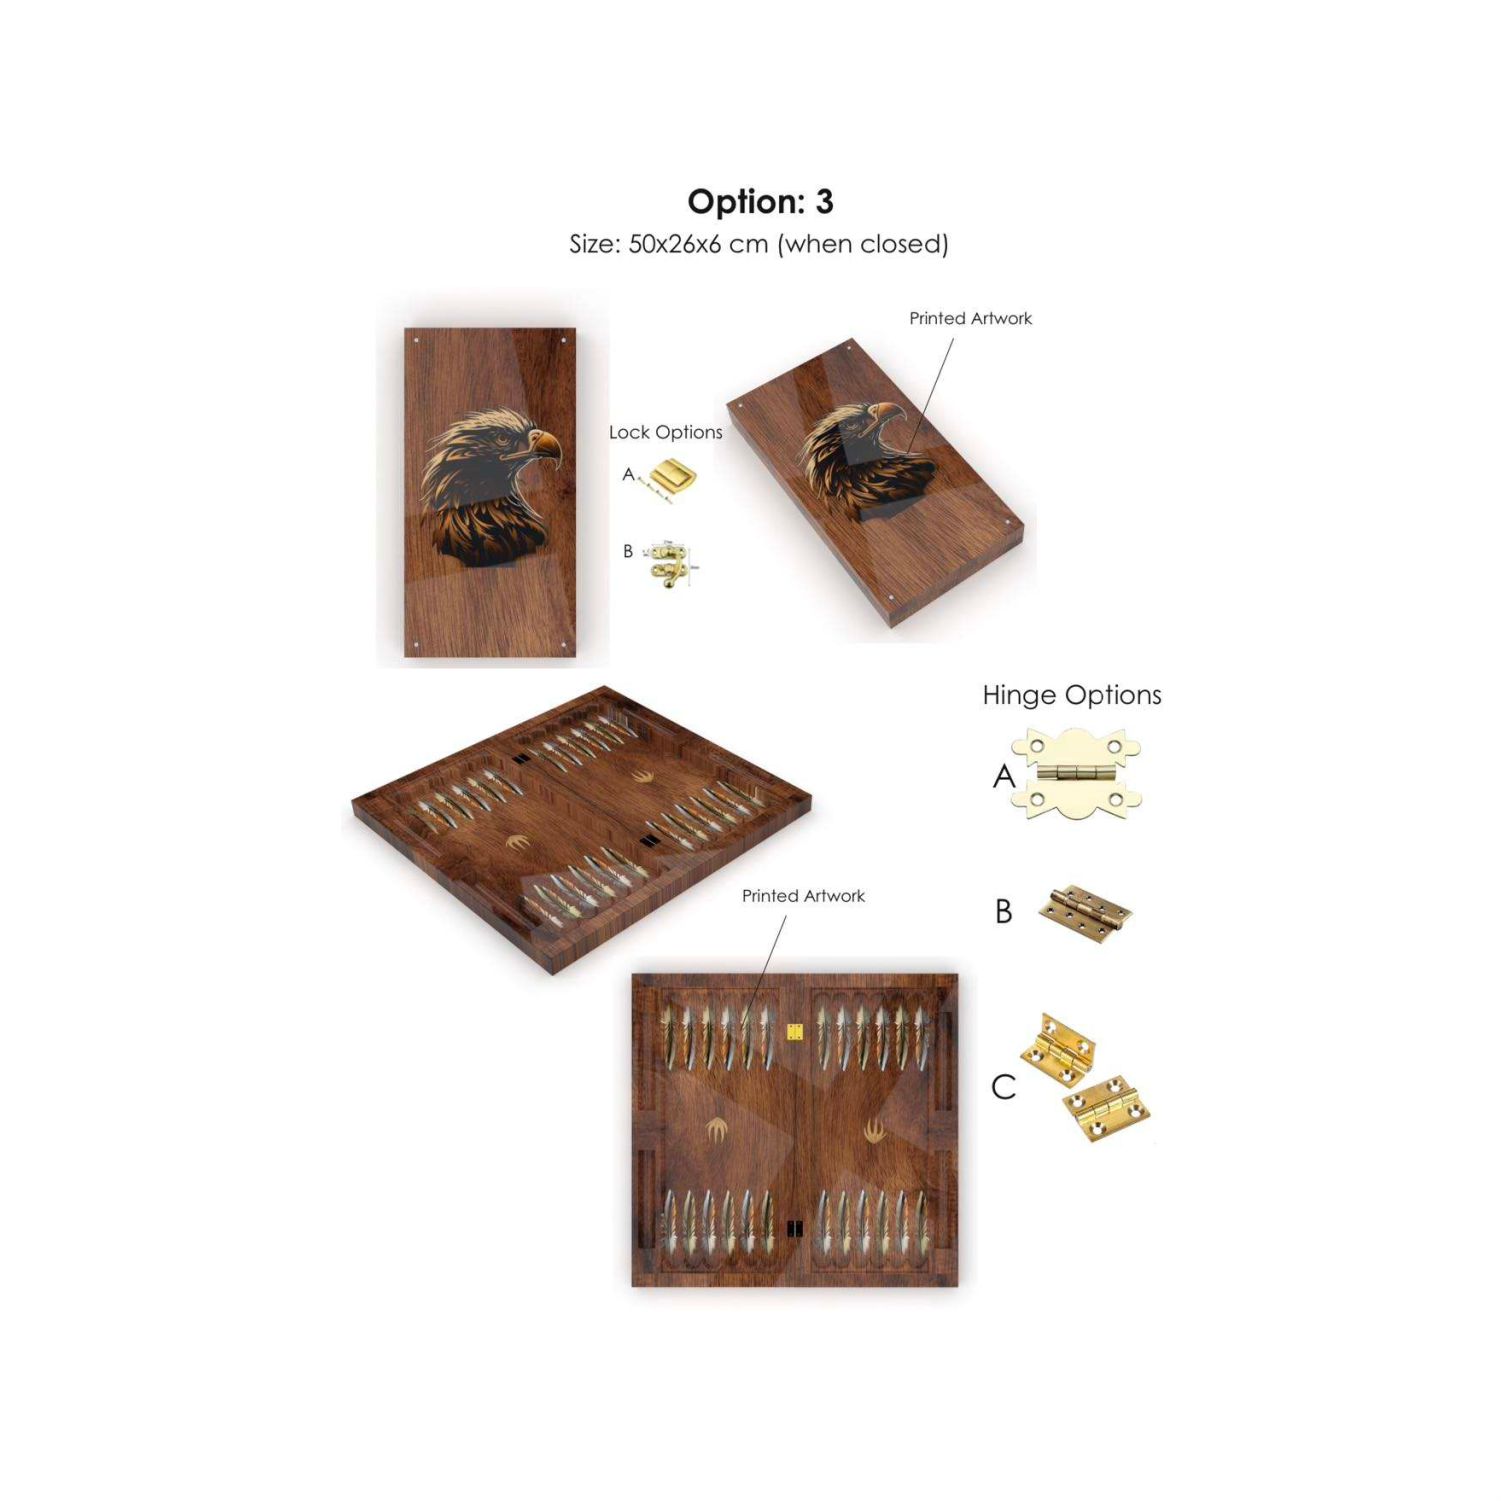 Option: 3
Size: 50x26x6 cm (when closed)
Printed Artwork
Lock Options
A
B
Hinge Options
A
Printed Artwork
B
C